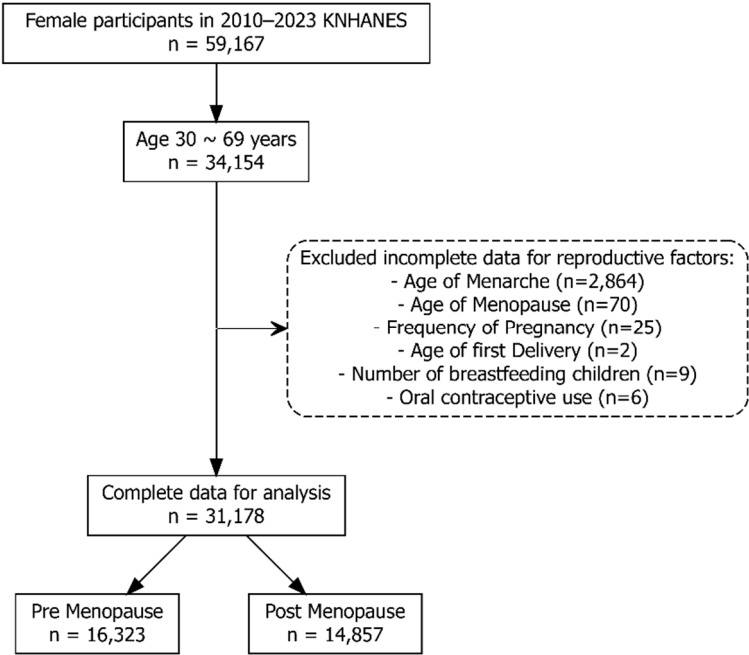 Female participants in 2010–2023 KNHANES
n = 59,167
Age 30 ~ 69 years
n = 34,154
Excluded incomplete data for reproductive factors:
- Age of Menarche (n=2,864)
- Age of Menopause (n=70)
- Frequency of Pregnancy (n=25)
- Age of first Delivery (n=2)
- Number of breastfeeding children (n=9)
- Oral contraceptive use (n=6)
Complete data for analysis
n = 31,178
Pre Menopause
n = 16,323
Post Menopause
n = 14,857